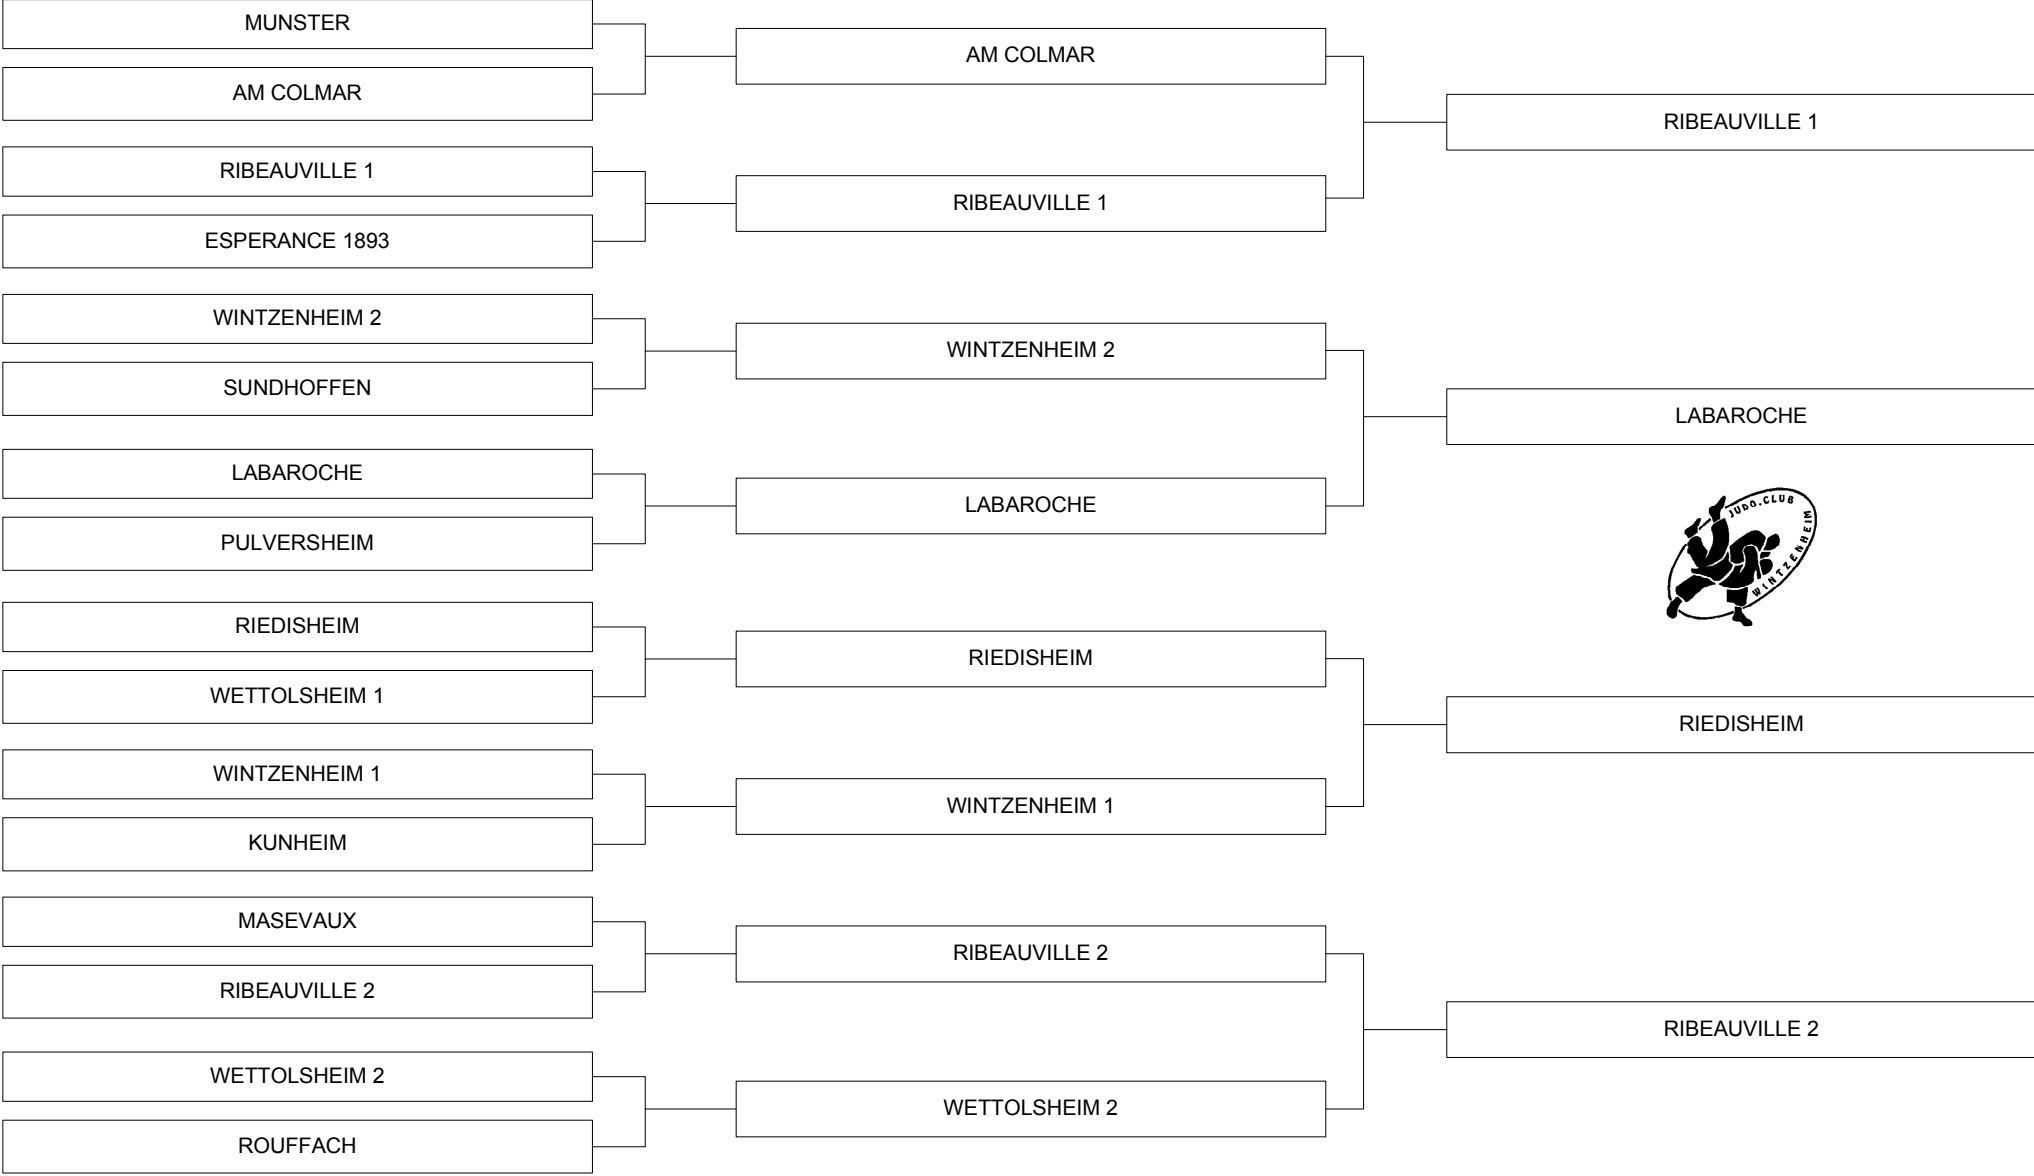 MUNSTER
AM COLMAR
RIBEAUVILLE 1
ESPERANCE 1893
WINTZENHEIM 2
SUNDHOFFEN
LABAROCHE
PULVERSHEIM
RIEDISHEIM
WETTOLSHEIM 1
WINTZENHEIM 1
KUNHEIM
MASEVAUX
RIBEAUVILLE 2
WETTOLSHEIM 2
ROUFFACH
AM COLMAR
RIBEAUVILLE 1
WINTZENHEIM 2
LABAROCHE
RIEDISHEIM
WINTZENHEIM 1
RIBEAUVILLE 2
WETTOLSHEIM 2
RIBEAUVILLE 1
LABAROCHE
JUDO.CLUB
WINTZENHEIM
RIEDISHEIM
RIBEAUVILLE 2